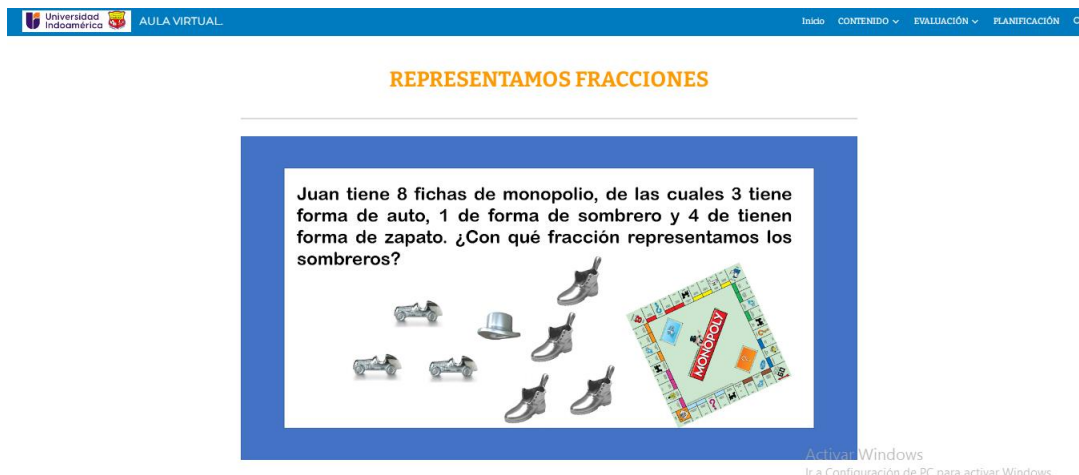 Universidad
Indoamérica
AULA VIRTUAL.
Inicio CONTENIDO EVALUACIÓN PLANIFICACIÓN
REPRESENTAMOS FRACCIONES
Juan tiene 8 fichas de monopolio, de las cuales 3 tiene
forma de auto, 1 de forma de sombrero y 4 de tienen
forma de zapato. ¿Con qué fracción representamos los
sombreros?
MONOPOLY
GO
Activar Windows
Ir a Configuración de PC para activar Windows.